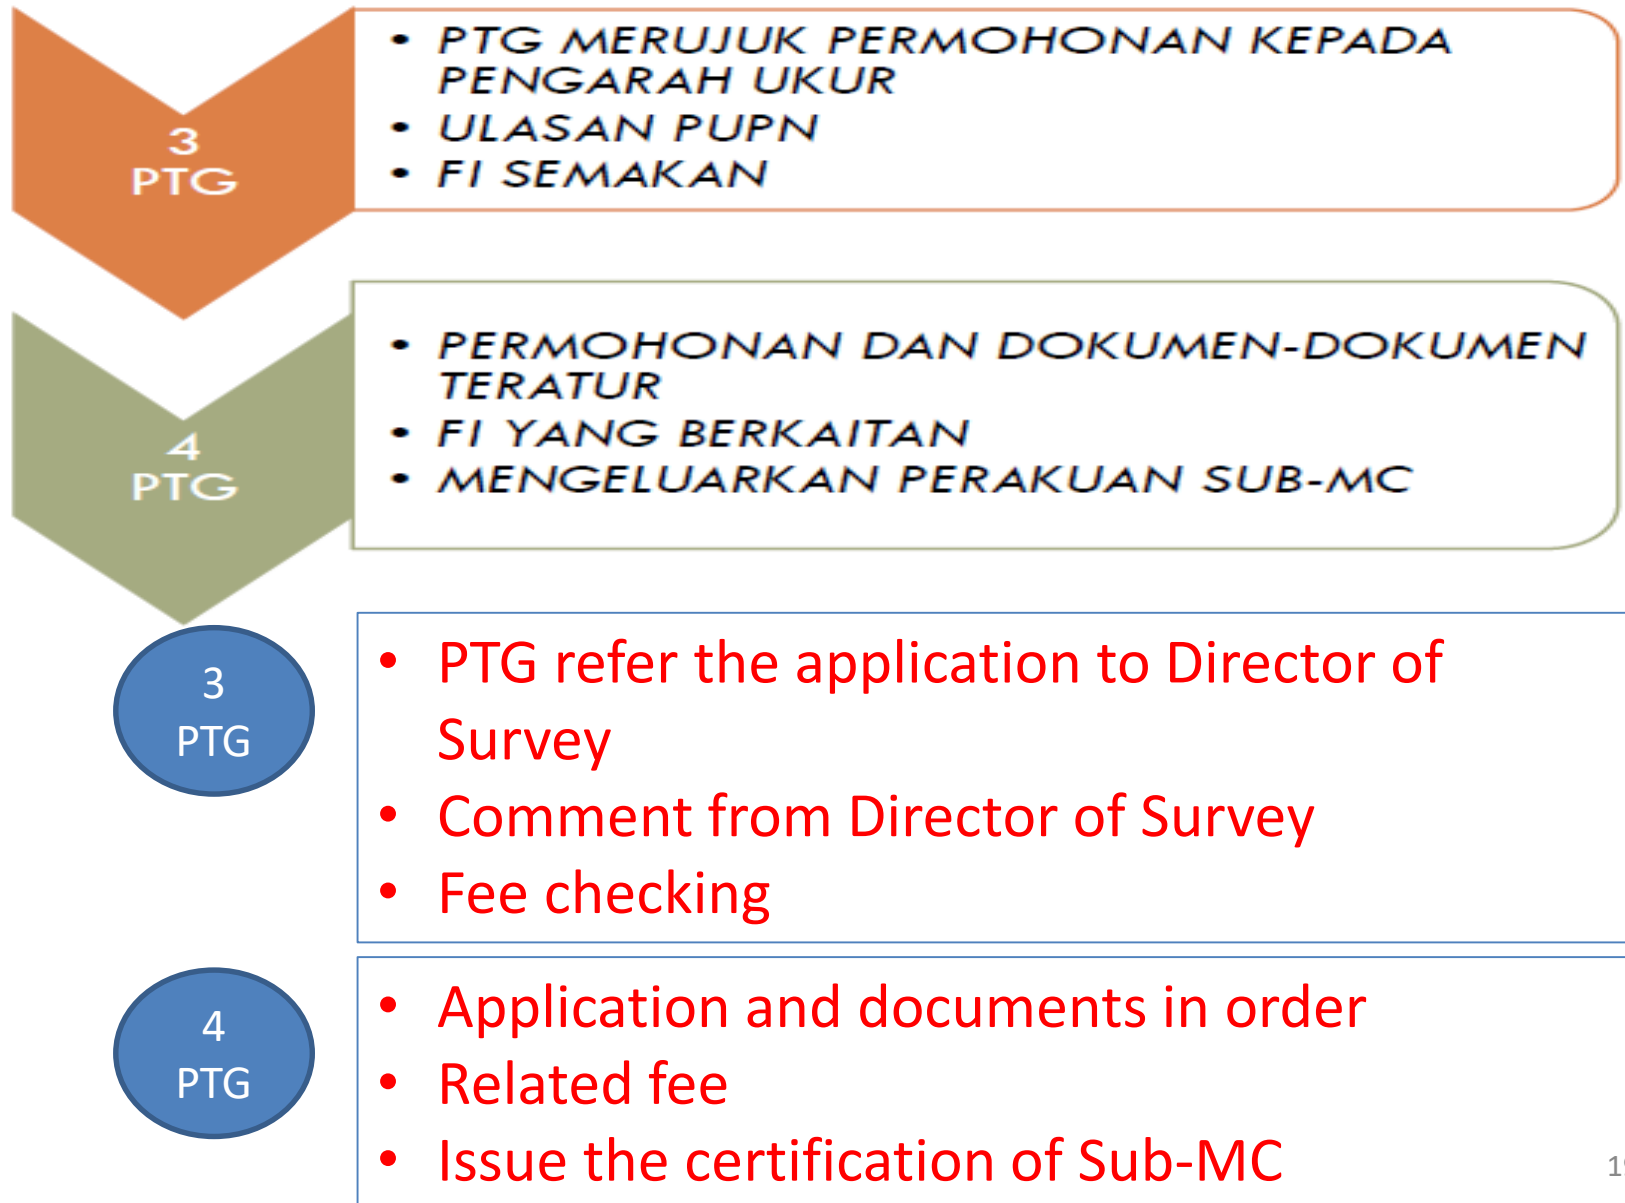 3
PTG
• PTG MERUJUK PERMOHONAN KEPADA
PENGARAH UKUR
• ULASAN PUPN
• FI SEMAKAN
4
PTG
• PERMOHONAN DAN DOKUMEN-DOKUMEN
TERATUR
• FI YANG BERKAITAN
• MENGELUARKAN PERAKUAN SUB-MC
3
PTG
• PTG refer the application to Director of
Survey
• Comment from Director of Survey
• Fee checking
4
PTG
• Application and documents in order
• Related fee
• Issue the certification of Sub-MC